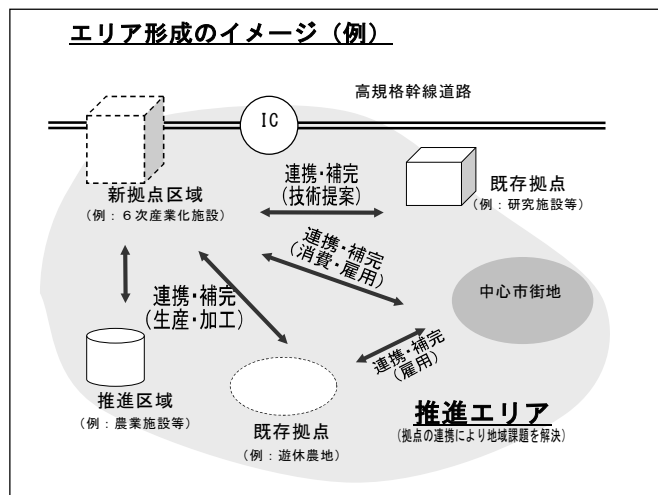 エリア形成のイメージ（例）
高規格幹線道路
IC
新拠点区域
（例：６次産業化施設）
連携・補完
（技術提案）
既存拠点
（例：研究施設等）
連携・補完
（消費・雇用）
中心市街地
連携・補完
（生産・加工）
連携・補完
（雇用）
推進区域
（例：農業施設等）
既存拠点
（例：遊休農地）
推進エリア
（拠点の連携により地域課題を解決）